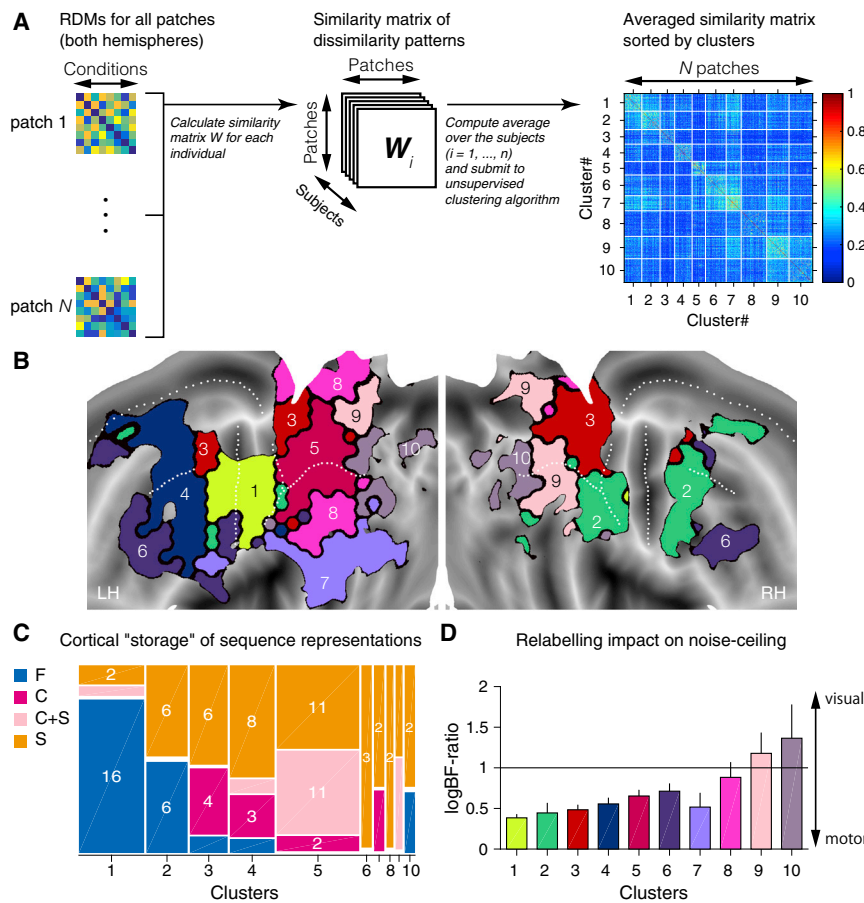 A
RDMs for all patches
(both hemispheres)
Conditions
patch 1
patch N
Calculate similarity
matrix W for each
individual
Similarity matrix of
dissimilarity patterns
Patches
Patches
Subjects
Wi
Compute average
over the subjects
(i = 1, ..., n)
and submit to
unsupervised
clustering algorithm
Averaged similarity matrix
sorted by clusters
N patches
Cluster#
1
2
3
4
5
6
7
8
9
10
1 2 3 4 5 6 7 8 9 10
Cluster#
1
0.8
0.6
0.4
0.2
0
B
8
3
9
3
5
10
4
1
8
6
7
LH
9
3
10
9
2
2
6
RH
C
Cortical "storage" of sequence representations
F
C
C+S
S
2
16
6
6
6
4
8
3
11
11
2
3
2
2
2
1 2 3 4 5 6 7 8 9 10
Clusters
D
Relabelling impact on noise-ceiling
logBF-ratio
2
1.5
1
0.5
0
1 2 3 4 5 6 7 8 9 10
Clusters
visual
motor